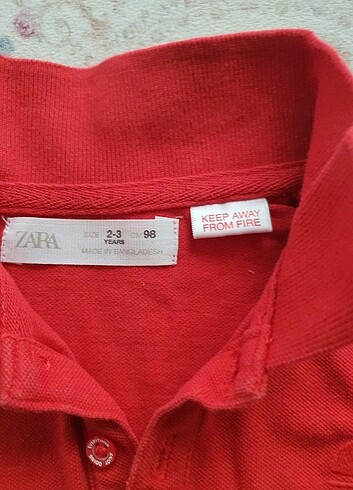 ZARA
SIZE 2-3 CM 98
YEARS
MADE IN BANGLADESH
KEEP AWAY
FROM FIRE